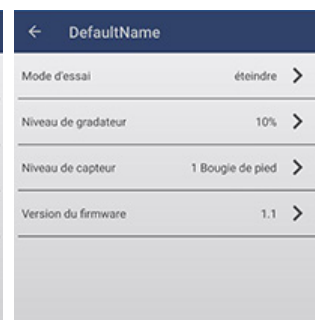 DefaultName
Mode d'essai éteindre
Niveau de gradateur 10%
Niveau de capteur 1 Bougie de pied
Version du firmware 1.1